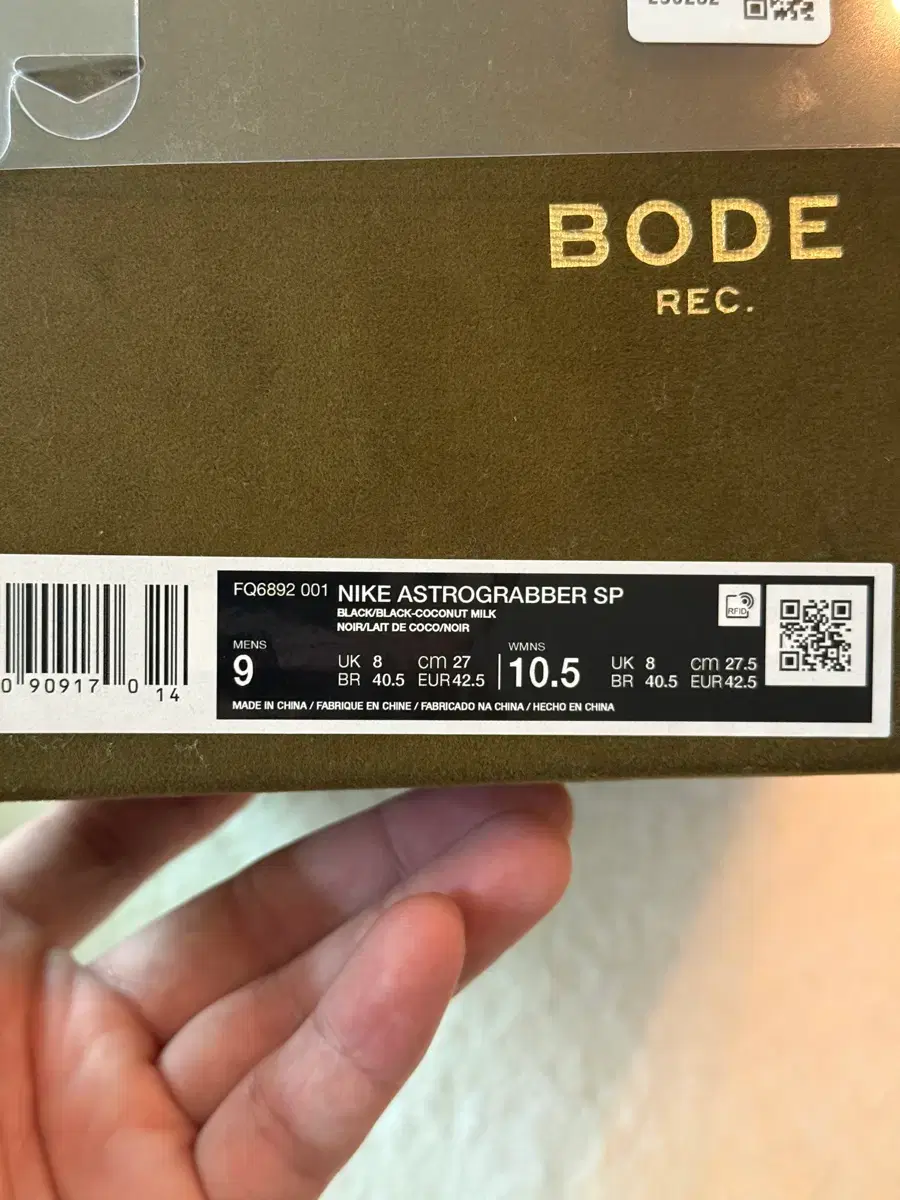 BODE
REC.
FQ6892 001 NIKE ASTROGRABBER SP
BLACK/BLACK-COCONUT MILK
NOIR/LAIT DE COCO/NOIR
RFID
MENS
9
UK 8 cm 27
BR 40.5 EUR 42.5
WMNS
10.5
UK 8 cm 27.5
BR 40.5 EUR 42.5
MADE IN CHINA / FABRIQUE EN CHINE / FABRICADO NA CHINA / HECHO EN CHINA
0 90917 0 14